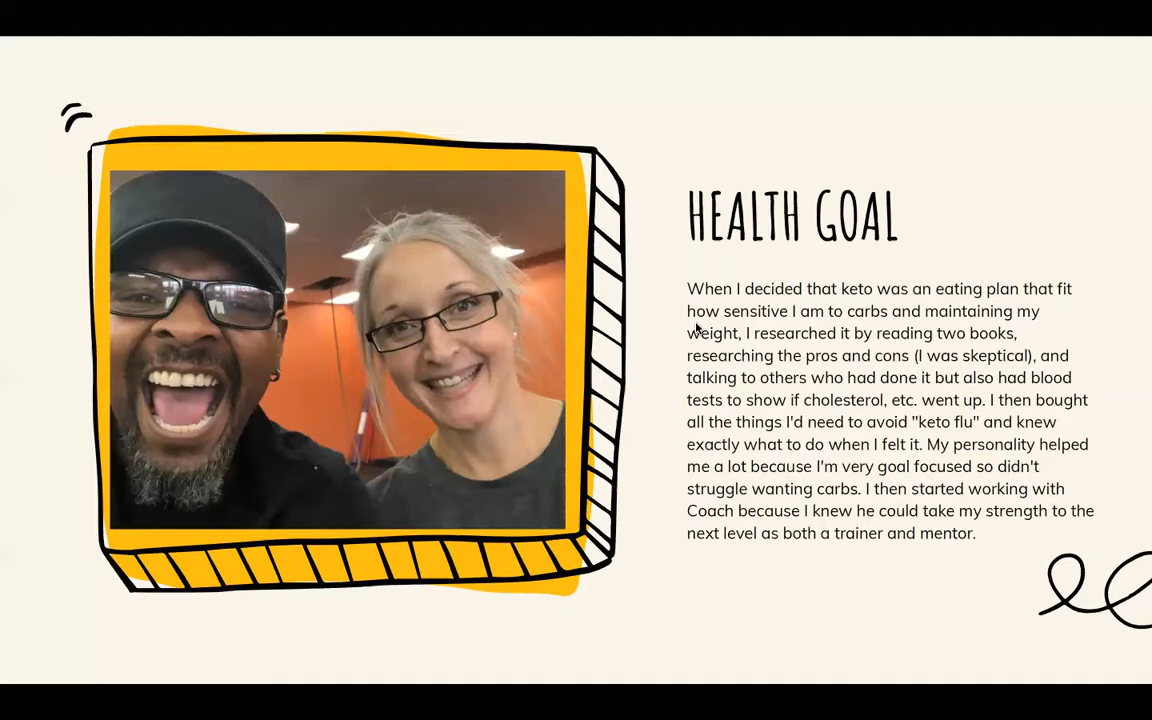 HEALTH GOAL
When I decided that keto was an eating plan that fit
how sensitive I am to carbs and maintaining my
weight, I researched it by reading two books,
researching the pros and cons (I was skeptical), and
talking to others who had done it but also had blood
tests to show if cholesterol, etc. went up. I then bought
all the things I'd need to avoid "keto flu" and knew
exactly what to do when I felt it. My personality helped
me a lot because I'm very goal focused so didn't
struggle wanting carbs. I then started working with
Coach because I knew he could take my strength to the
next level as both a trainer and mentor.